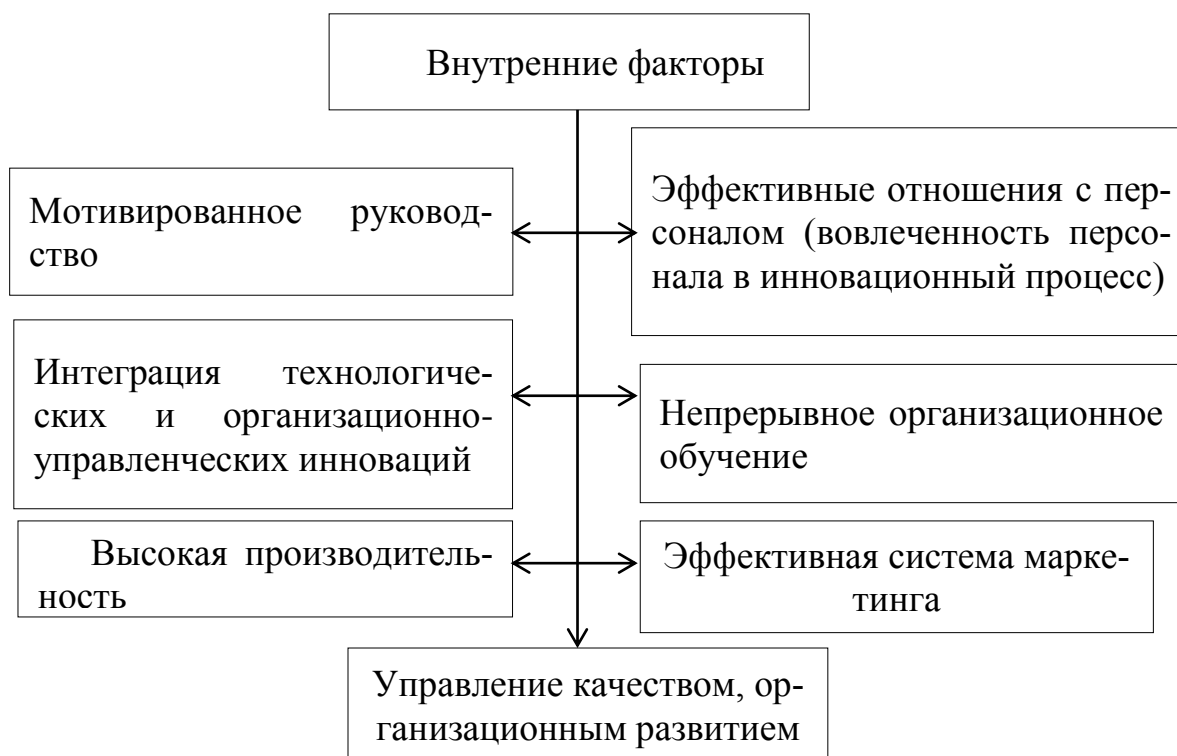 Внутренние факторы
Мотивированное руковод-
ство
Эффективные отношения с пер-
соналом (вовлеченность персо-
нала в инновационный процесс)
Интеграция технологиче-
ских и организационно-
управленческих инноваций
Непрерывное организационное
обучение
Высокая производитель-
ность
Эффективная система марке-
тинга
Управление качеством, ор-
ганизационным развитием